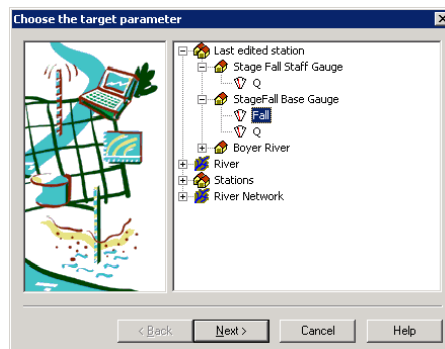 Choose the target parameter
Last edited station
Stage Fall Staff Gauge
Q
StageFall Base Gauge
Fall
Q
Boyer River
River
Stations
River Network
< Back Next > Cancel Help